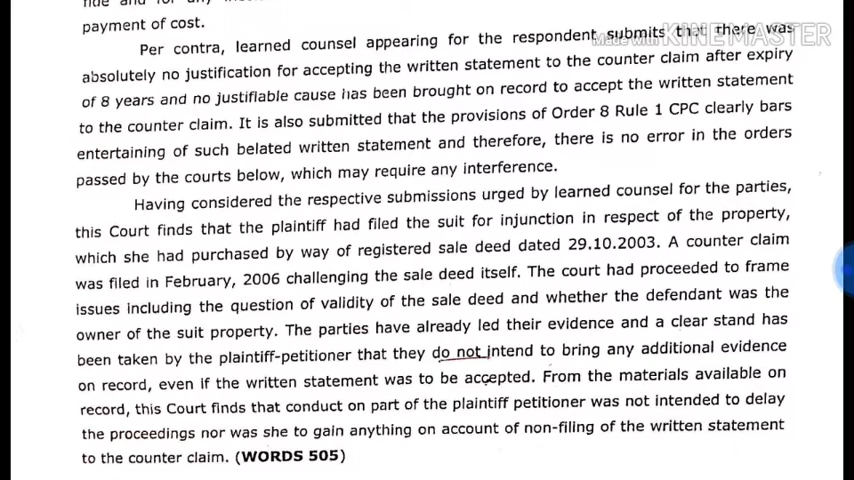 payment of cost.
Made with KINEMASTER
Per contra, learned counsel appearing for the respondent submits that there was
absolutely no justification for accepting the written statement to the counter claim after expiry
of 8 years and no justifiable cause has been brought on record to accept the written statement
to the counter claim. It is also submitted that the provisions of Order 8 Rule 1 CPC clearly bars
entertaining of such belated written statement and therefore, there is no error in the orders
passed by the courts below, which may require any interference.
Having considered the respective submissions urged by learned counsel for the parties,
this Court finds that the plaintiff had filed the suit for injunction in respect of the property,
which she had purchased by way of registered sale deed dated 29.10.2003. A counter claim
was filed in February, 2006 challenging the sale deed itself. The court had proceeded to frame
issues including the question of validity of the sale deed and whether the defendant was the
owner of the suit property. The parties have already led their evidence and a clear stand has
been taken by the plaintiff-petitioner that they do not intend to bring any additional evidence
on record, even if the written statement was to be accepted. From the materials available on
record, this Court finds that conduct on part of the plaintiff petitioner was not intended to delay
the proceedings nor was she to gain anything on account of non-filing of the written statement
to the counter claim. (WORDS 505)